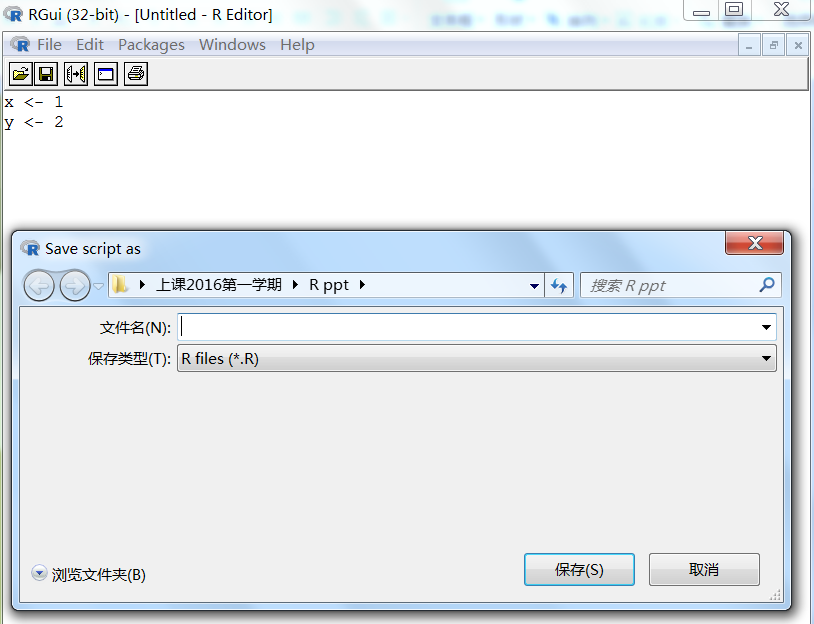 RGui (32-bit) - [Untitled - R Editor]
File Edit Packages Windows Help
x <- 1
y <- 2
Save script as
上课2016第一学期 R ppt
搜索 R ppt
文件名(N):
保存类型(T): R files (*.R)
浏览文件夹(B) 保存(S) 取消